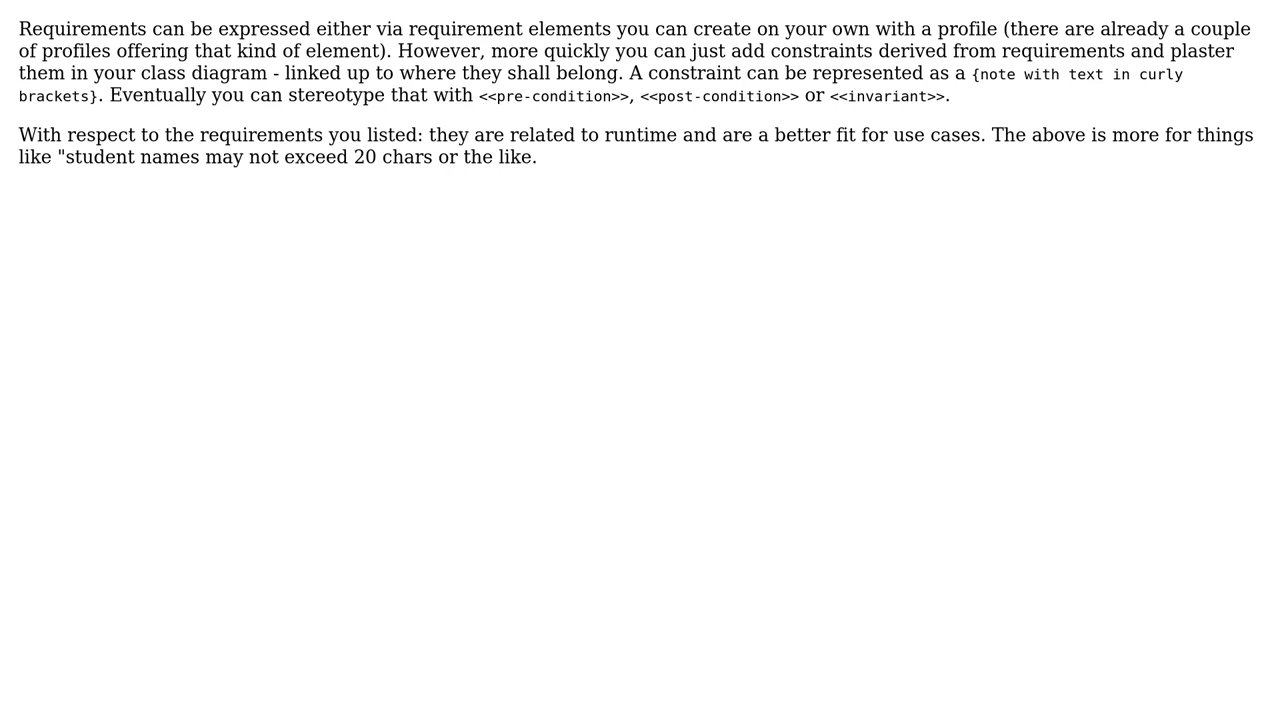 Requirements can be expressed either via requirement elements you can create on your own with a profile (there are already a couple
of profiles offering that kind of element). However, more quickly you can just add constraints derived from requirements and plaster
them in your class diagram - linked up to where they shall belong. A constraint can be represented as a {note with text in curly
brackets}. Eventually you can stereotype that with <<pre-condition>>, <<post-condition>> or <<invariant>>.
With respect to the requirements you listed: they are related to runtime and are a better fit for use cases. The above is more for things
like "student names may not exceed 20 chars or the like.